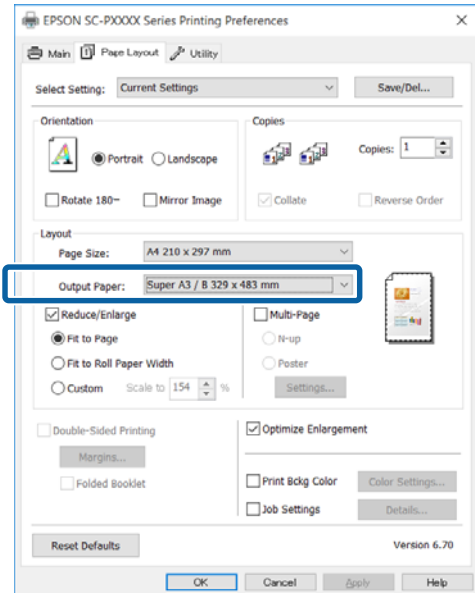 EPSON SC-PXXXX Series Printing Preferences
Main Page Layout Utility
Select Setting: Current Settings Save/Del...
Orientation Copies
Portrait Landscape Copies: 1
Rotate 180° Mirror Image Collate Reverse Order
Layout
Page Size: A4 210 x 297 mm
Output Paper: Super A3 / B 329 x 483 mm
Reduce/Enlarge Multi-Page
Fit to Page N-up
Fit to Roll Paper Width Poster
Custom Scale to 154 % Settings...
Double-Sided Printing Optimize Enlargement
Margins...
Folded Booklet Print Bckg Color Color Settings...
Job Settings Details...
Reset Defaults Version 6.70
OK Cancel Apply Help